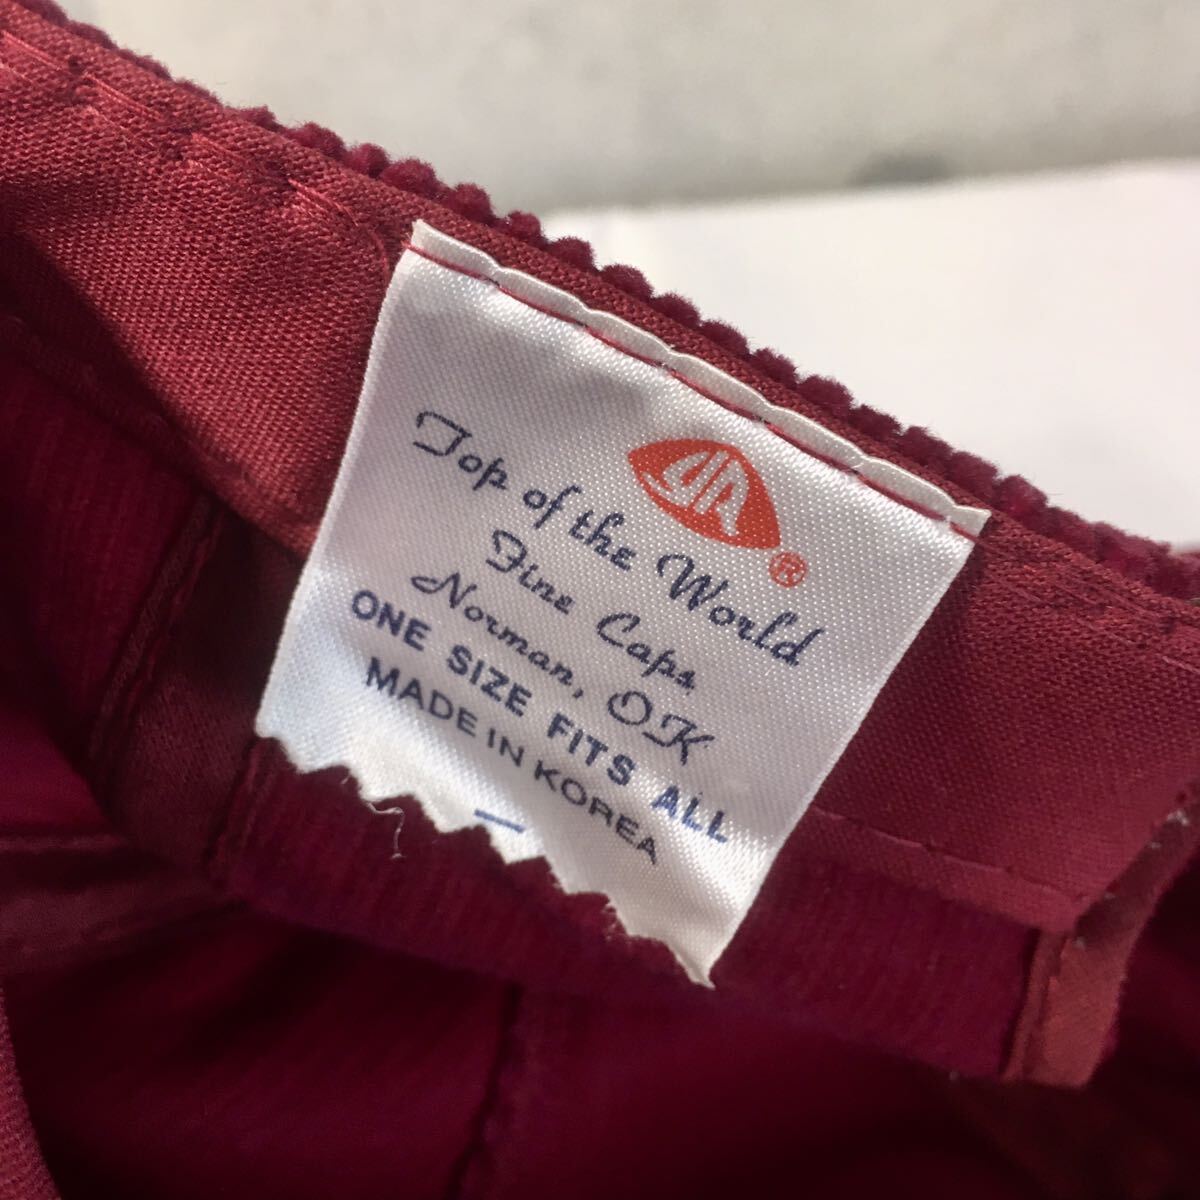 ®
Top of the World
Fine Caps
Norman, OK
ONE SIZE FITS ALL
MADE IN KOREA